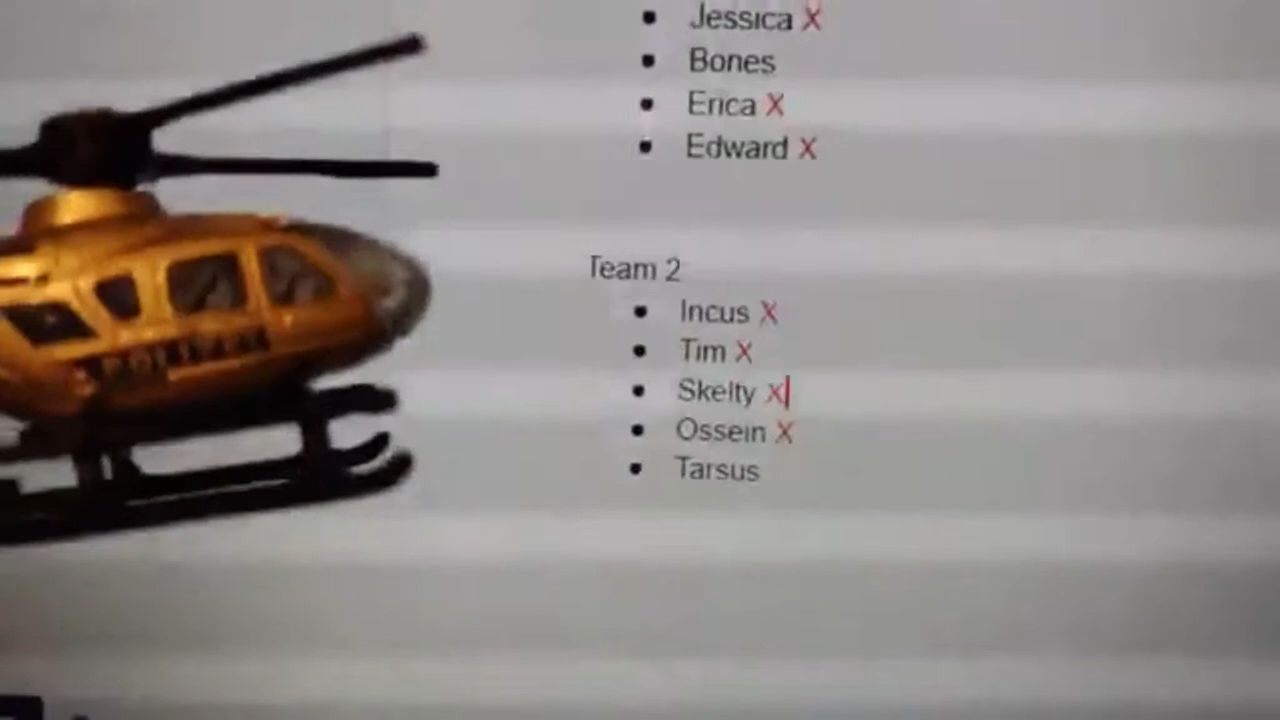 Jessica X
Bones
Erica X
Edward X
Team 2
Incus X
Tim X
Skelty X
Ossein X
Tarsus